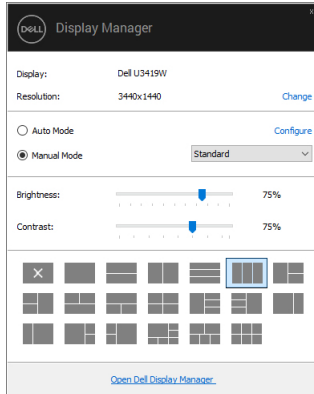 DELL Display Manager
Display: Dell U3419W
Resolution: 3440x1440 Change
Auto Mode Configure
Manual Mode Standard
Brightness: 75%
Contrast: 75%
Open Dell Display Manager